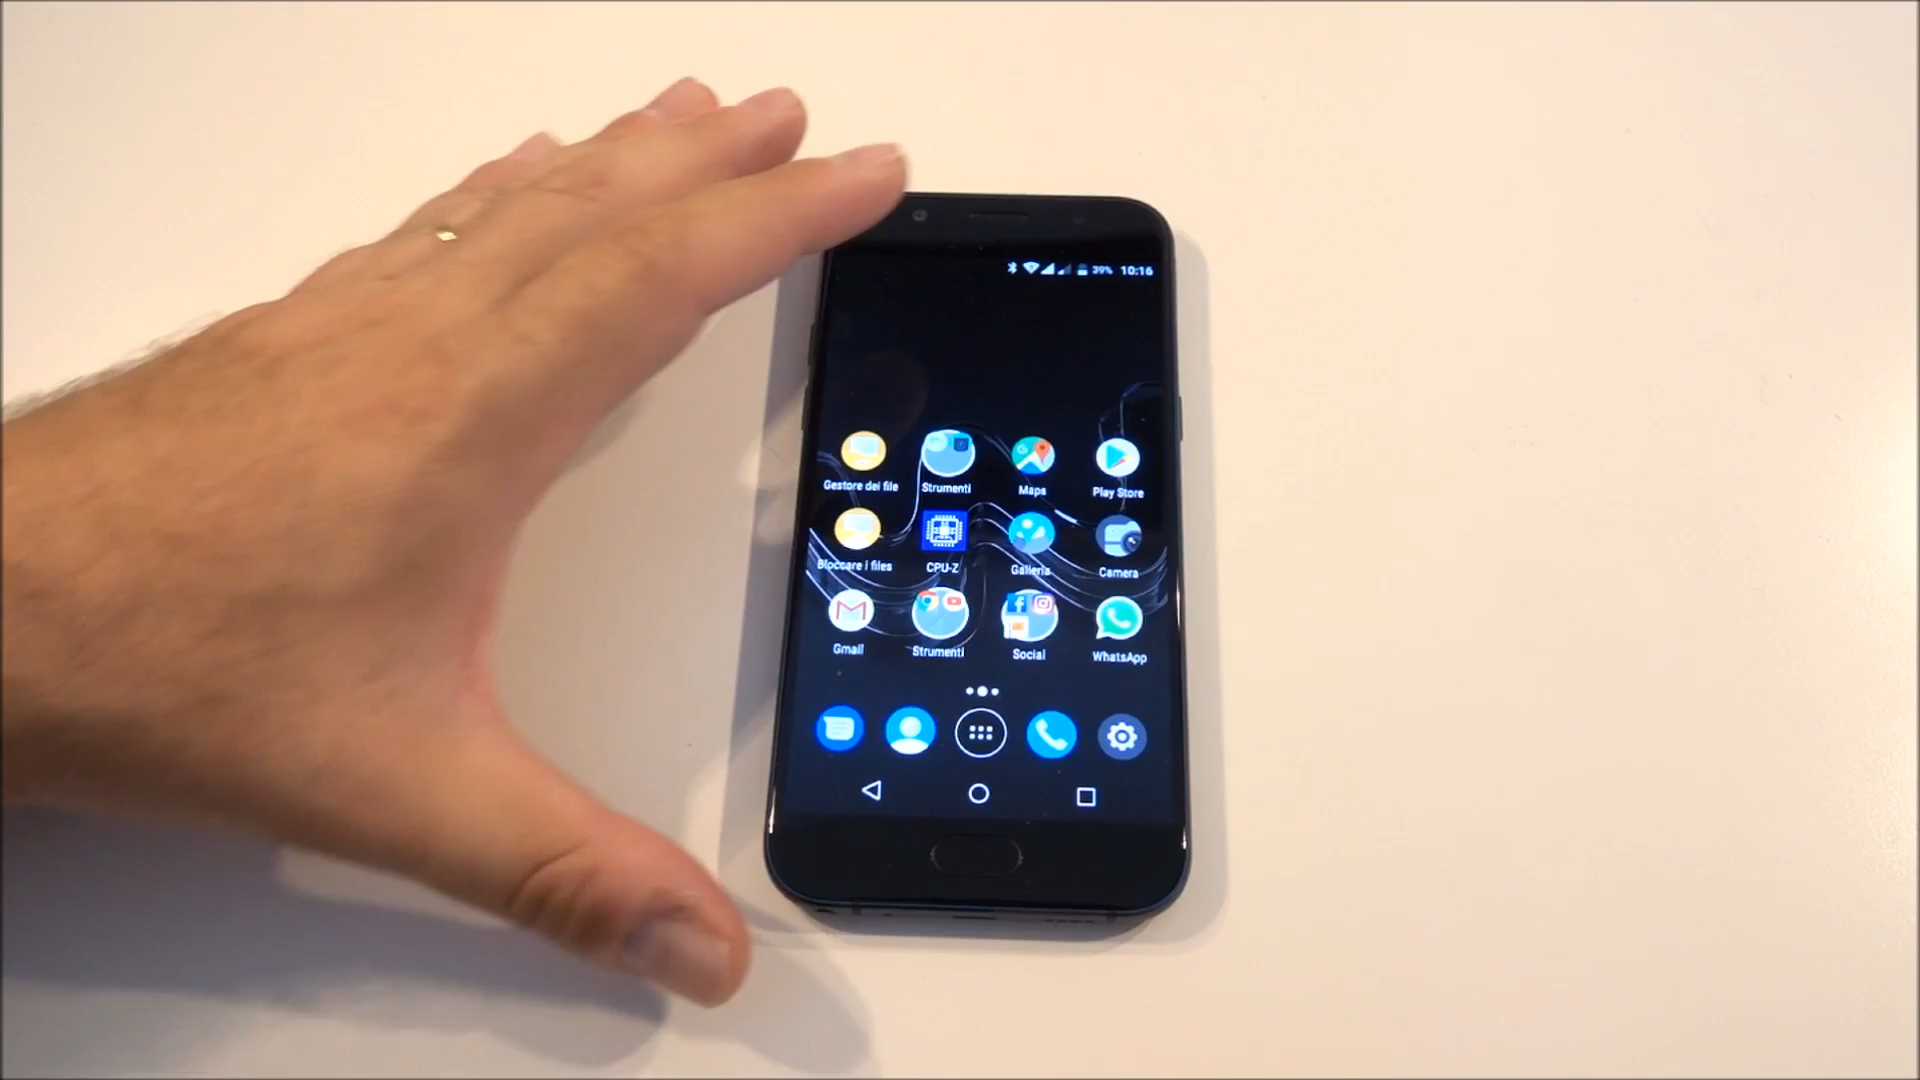 39% 10:16
Gestore dei file Strumenti Maps Play Store
Bloccare i files CPU-Z Galleria Camera
Gmail Strumenti Social WhatsApp